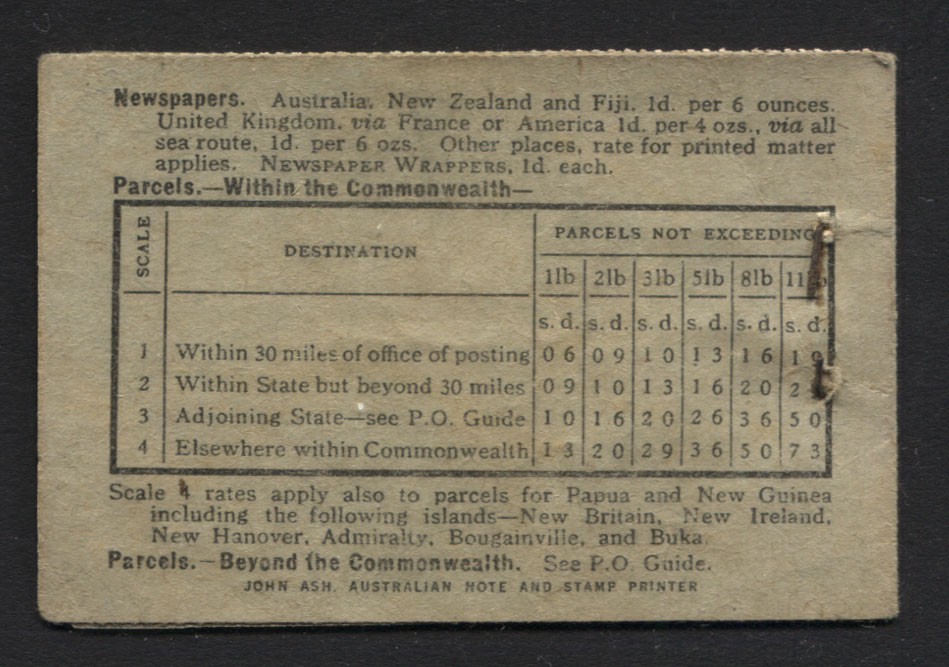 Newspapers. Australia, New Zealand and Fiji. 1d. per 6 ounces.
United Kingdom, via France or America 1d. per 4 ozs., via all
sea route, 1d. per 6 ozs. Other places, rate for printed matter
applies. NEWSPAPER WRAPPERS, 1d. each.
Parcels.—Within the Commonwealth—
SCALE DESTINATION PARCELS NOT EXCEEDING
1lb 2lb 3lb 5lb 8lb
s. d. s. d. s. d. s. d. s. d. s. d.
1 Within 30 miles of office of posting 0 6 0 9 1 0 1 3 1 6 1 9
2 Within State but beyond 30 miles 0 9 1 0 1 3 1 6 2 0 2
3 Adjoining State—see P.O. Guide 1 0 1 6 2 0 2 6 3 6 5 0
4 Elsewhere within Commonwealth 1 3 2 0 2 9 3 6 5 0 7 3
Scale 4 rates apply also to parcels for Papua and New Guinea
including the following islands—New Britain, New Ireland,
New Hanover, Admiralty, Bougainville, and Buka.
Parcels.—Beyond the Commonwealth. See P.O. Guide.
JOHN ASH, AUSTRALIAN NOTE AND STAMP PRINTER